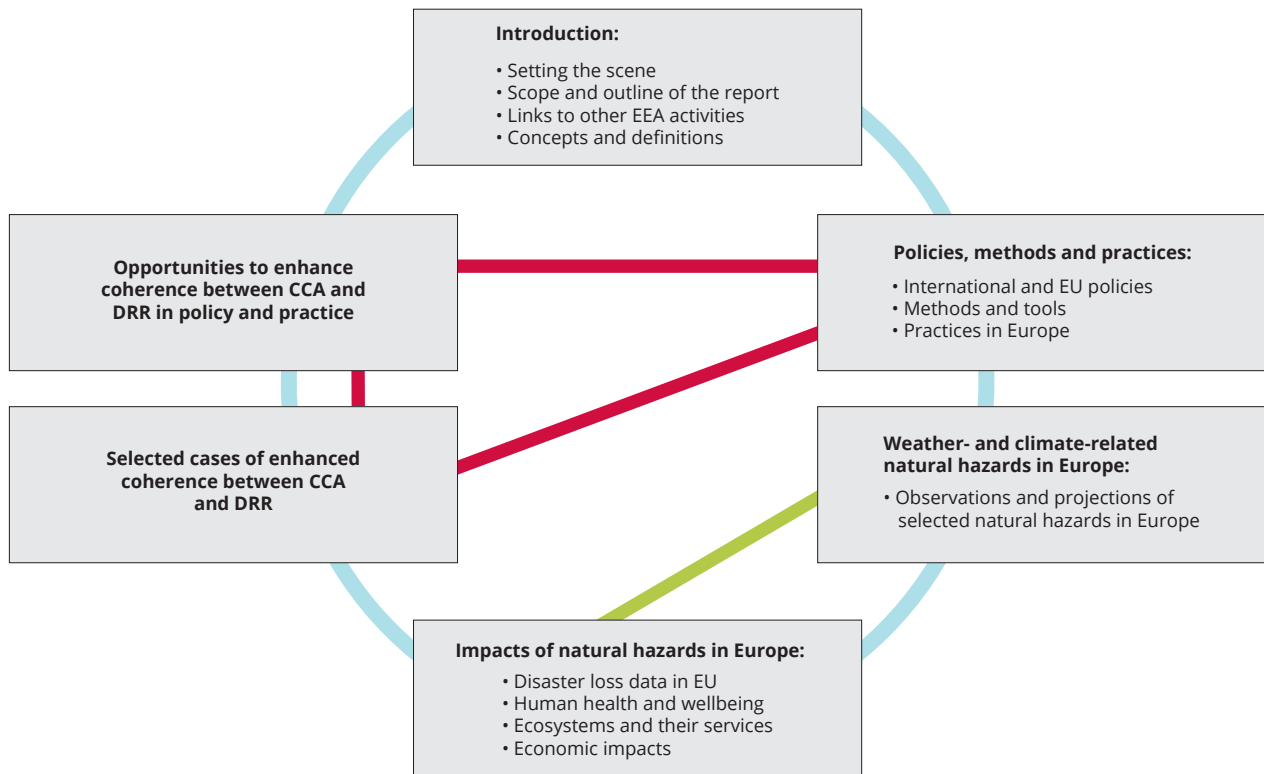 Introduction:
• Setting the scene
• Scope and outline of the report
• Links to other EEA activities
• Concepts and definitions
Opportunities to enhance
coherence between CCA and
DRR in policy and practice
Policies, methods and practices:
• International and EU policies
• Methods and tools
• Practices in Europe
Selected cases of enhanced
coherence between CCA
and DRR
Weather- and climate-related
natural hazards in Europe:
• Observations and projections of
selected natural hazards in Europe
Impacts of natural hazards in Europe:
• Disaster loss data in EU
• Human health and wellbeing
• Ecosystems and their services
• Economic impacts